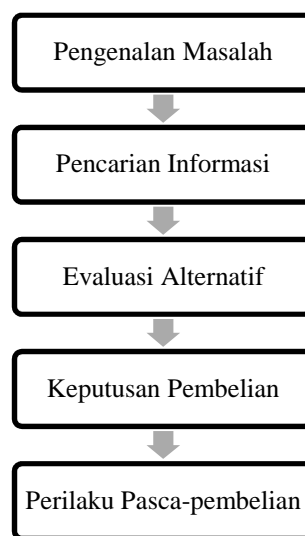 Pengenalan Masalah
Pencarian Informasi
Evaluasi Alternatif
Keputusan Pembelian
Perilaku Pasca-pembelian